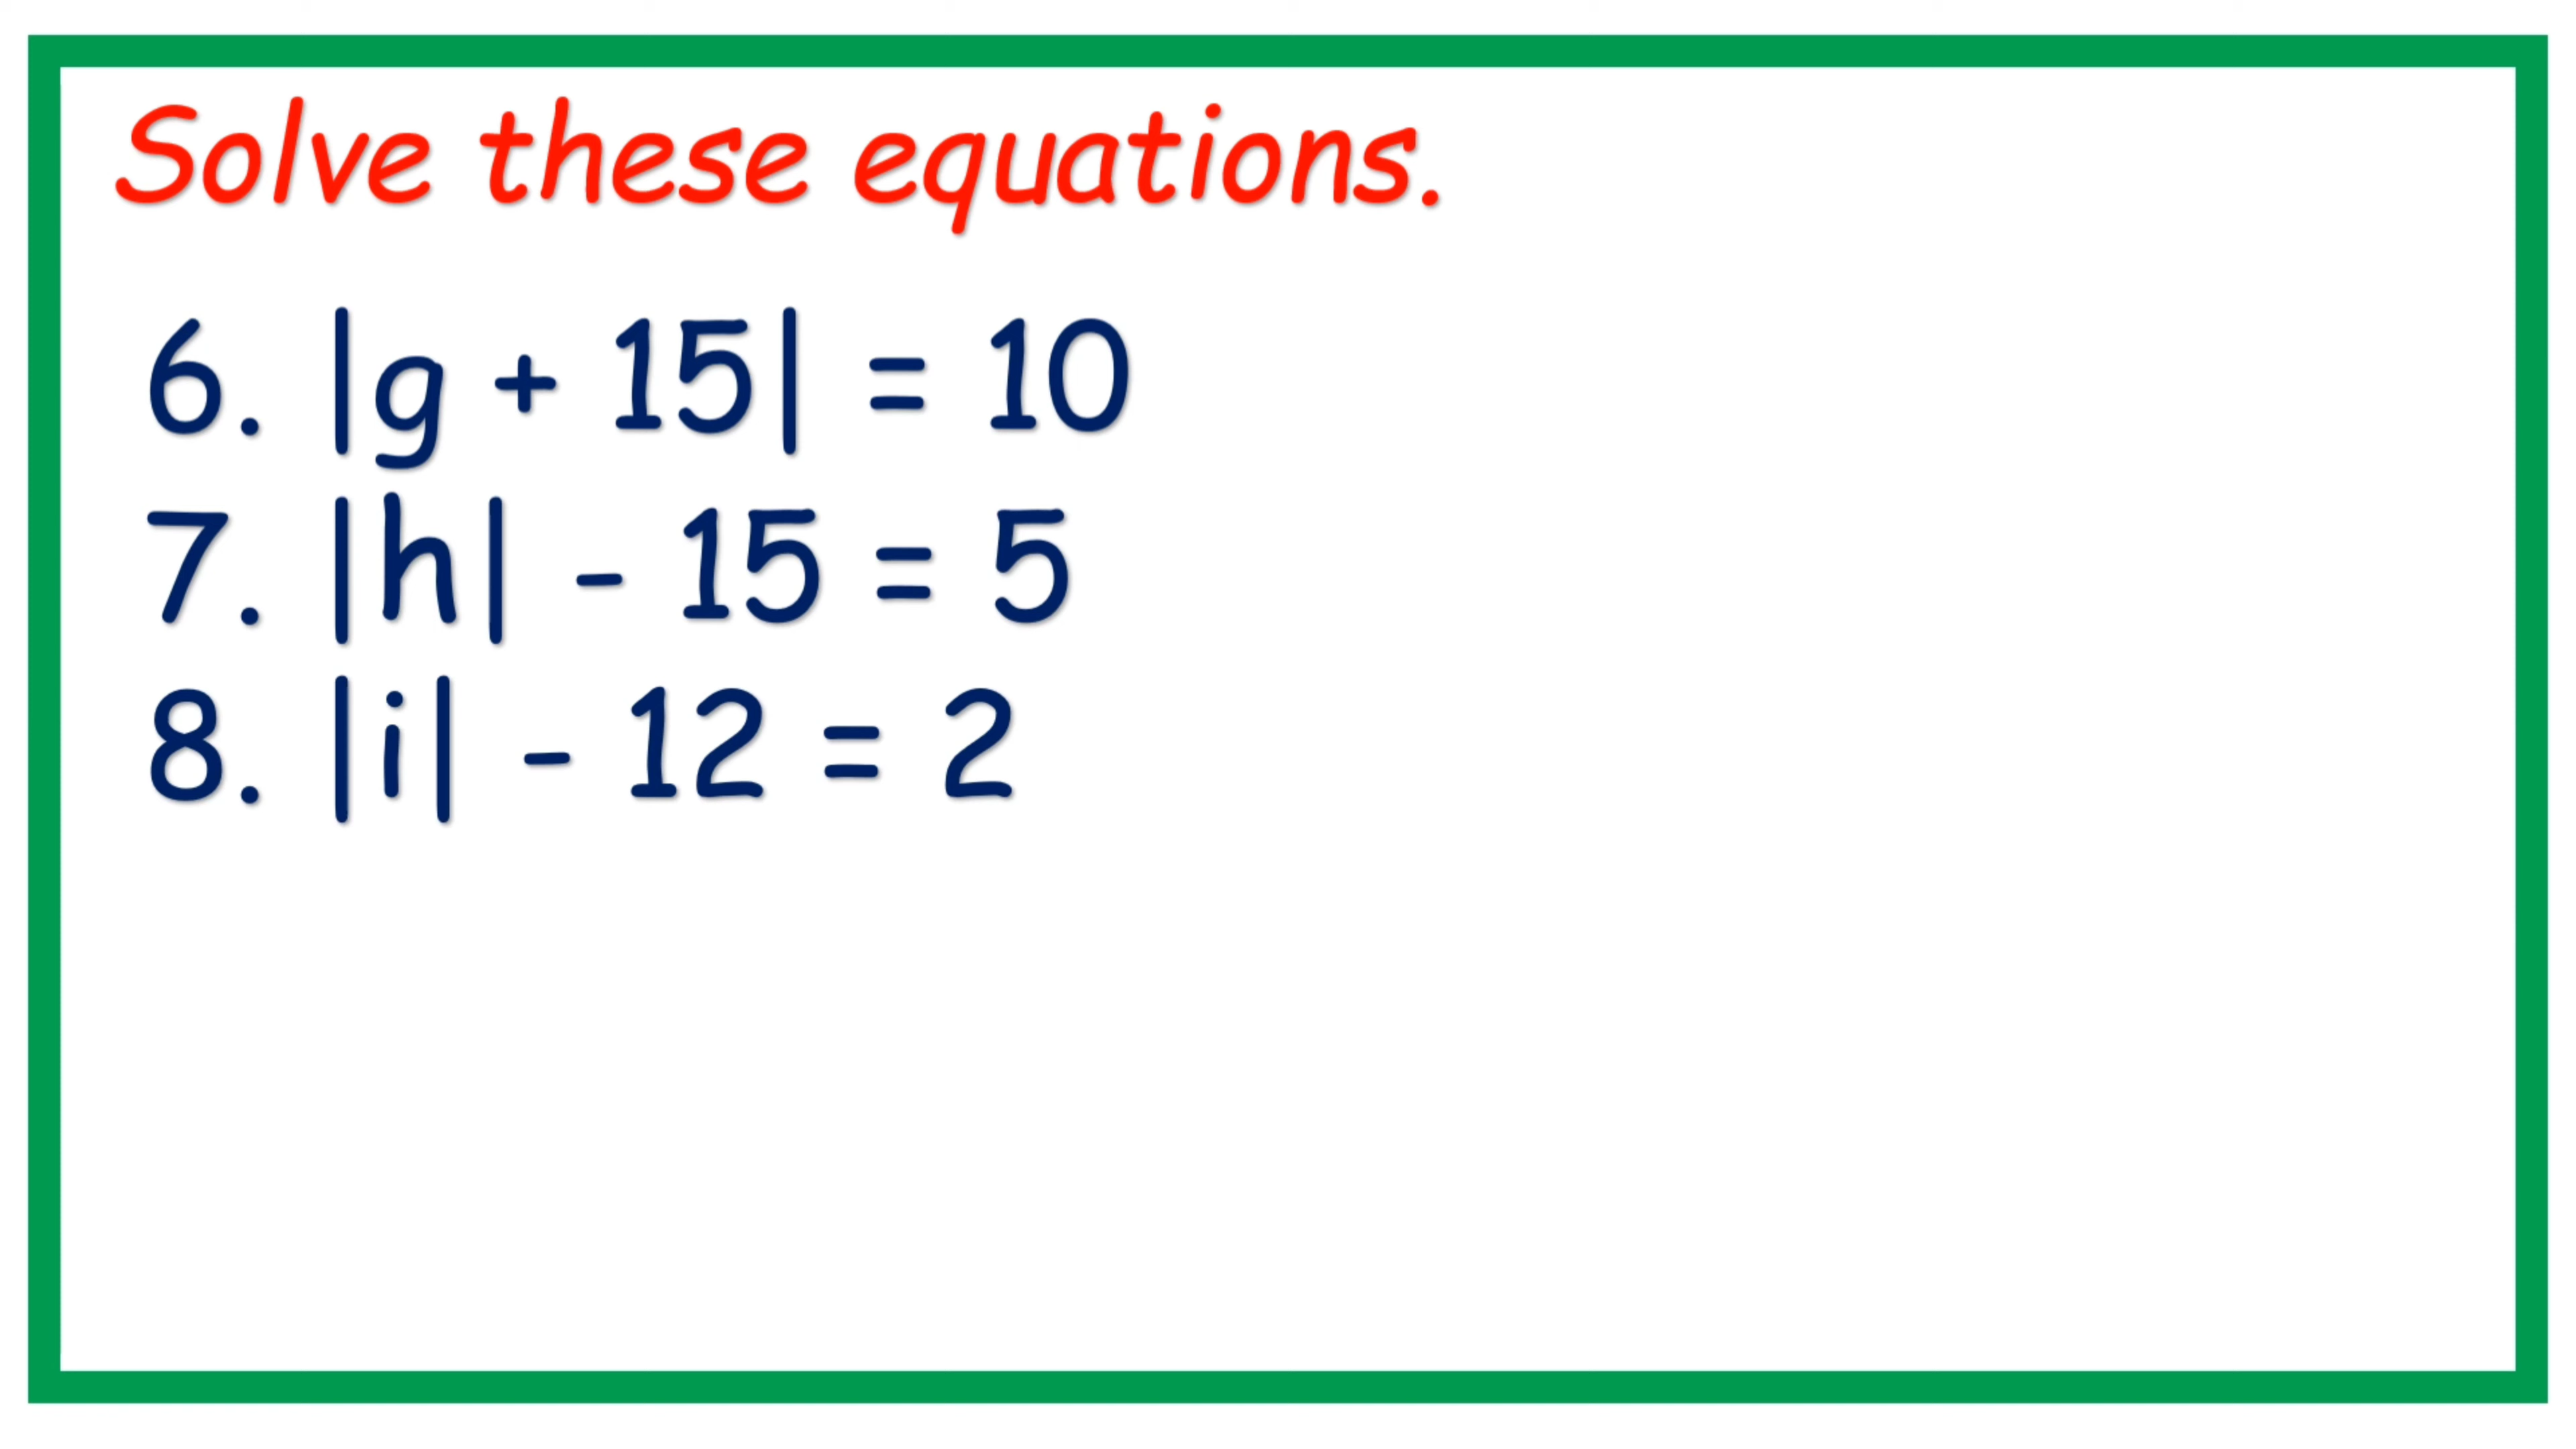 Solve these equations.
6. |g + 15| = 10
7. |h| - 15 = 5
8. |i| - 12 = 2